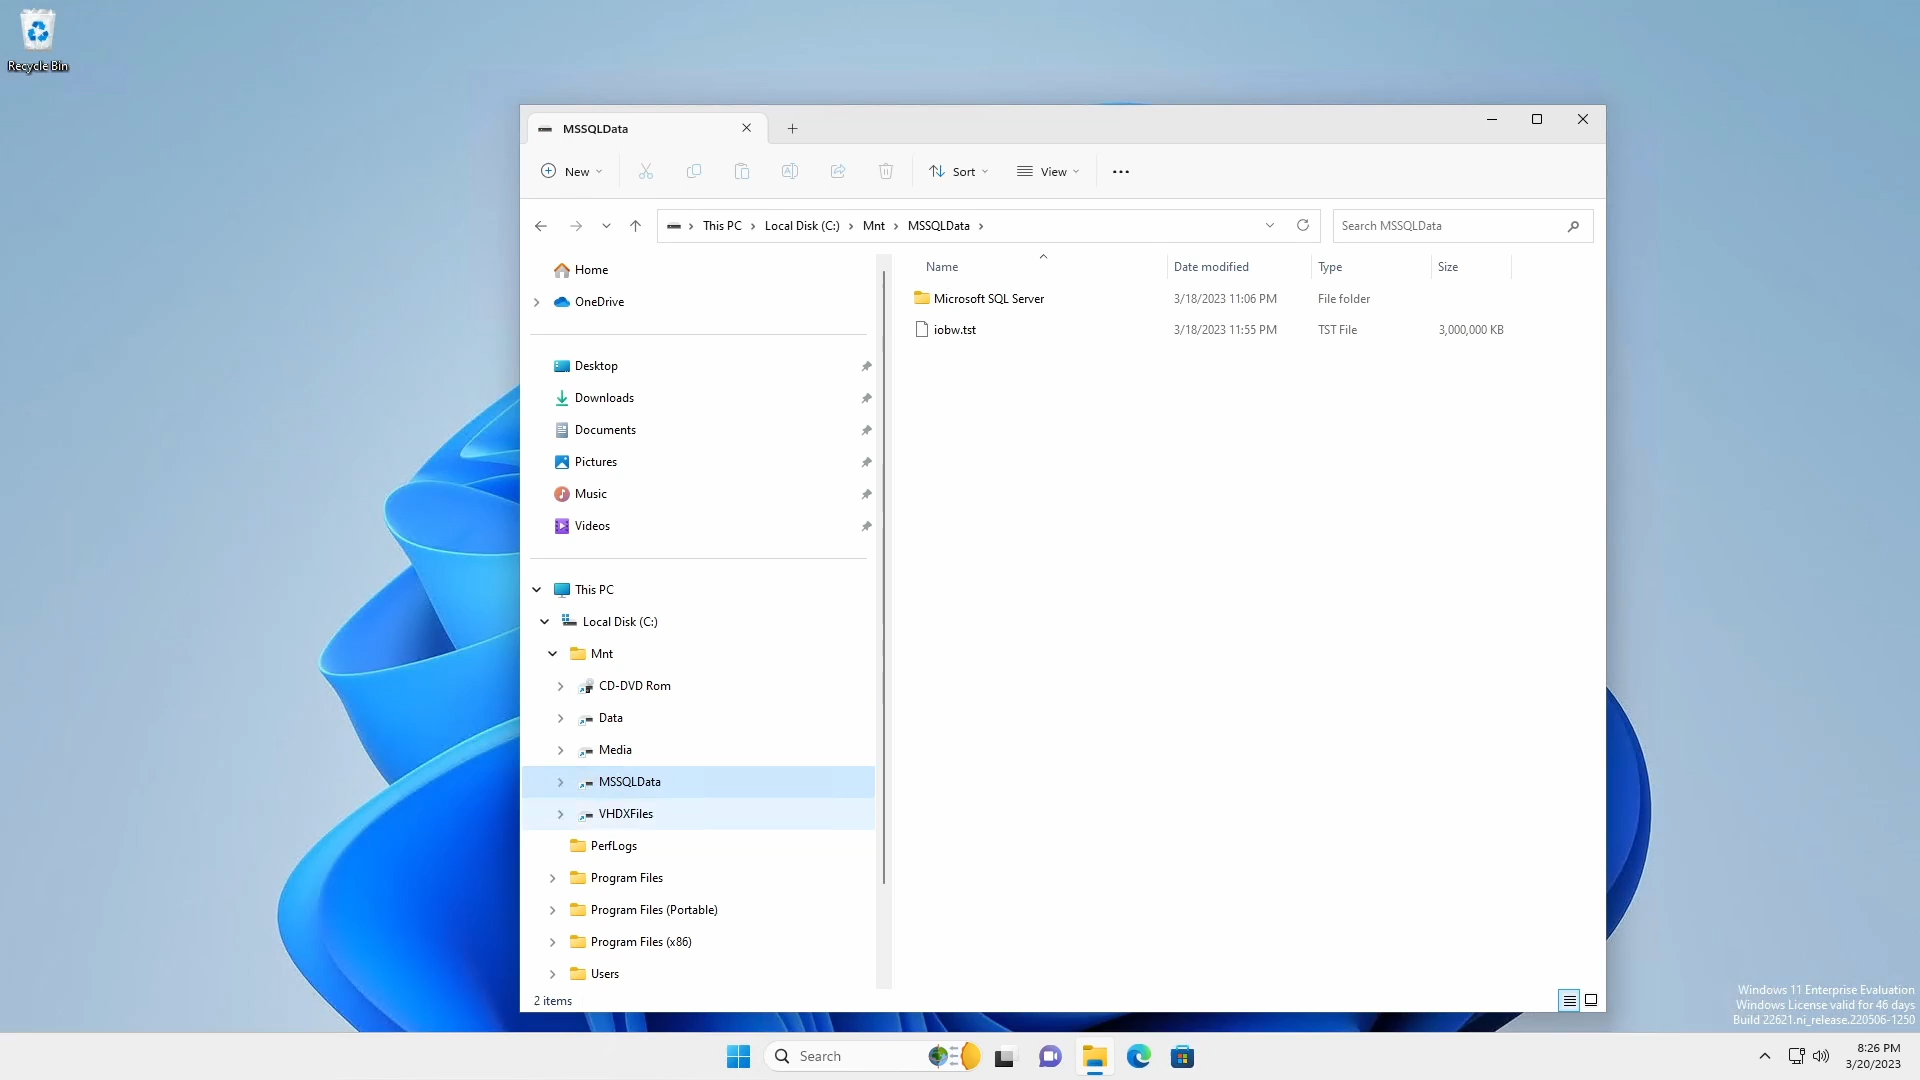 Recycle Bin
MSSQLData
New
Sort
View
This PC
Local Disk (C:)
Mnt
MSSQLData
Search MSSQLData
Name
Date modified
Type
Size
Microsoft SQL Server
3/18/2023 11:06 PM
File folder
iobw.tst
3/18/2023 11:55 PM
TST File
3,000,000 KB
Home
OneDrive
Desktop
Downloads
Documents
Pictures
Music
Videos
This PC
Local Disk (C:)
Mnt
CD-DVD Rom
Data
Media
MSSQLData
VHDXFiles
PerfLogs
Program Files
Program Files (Portable)
Program Files (x86)
Users
2 items
Windows 11 Enterprise Evaluation
Windows License valid for 46 days
Build 22621.ni_release.220506-1250
Search
8:26 PM
3/20/2023